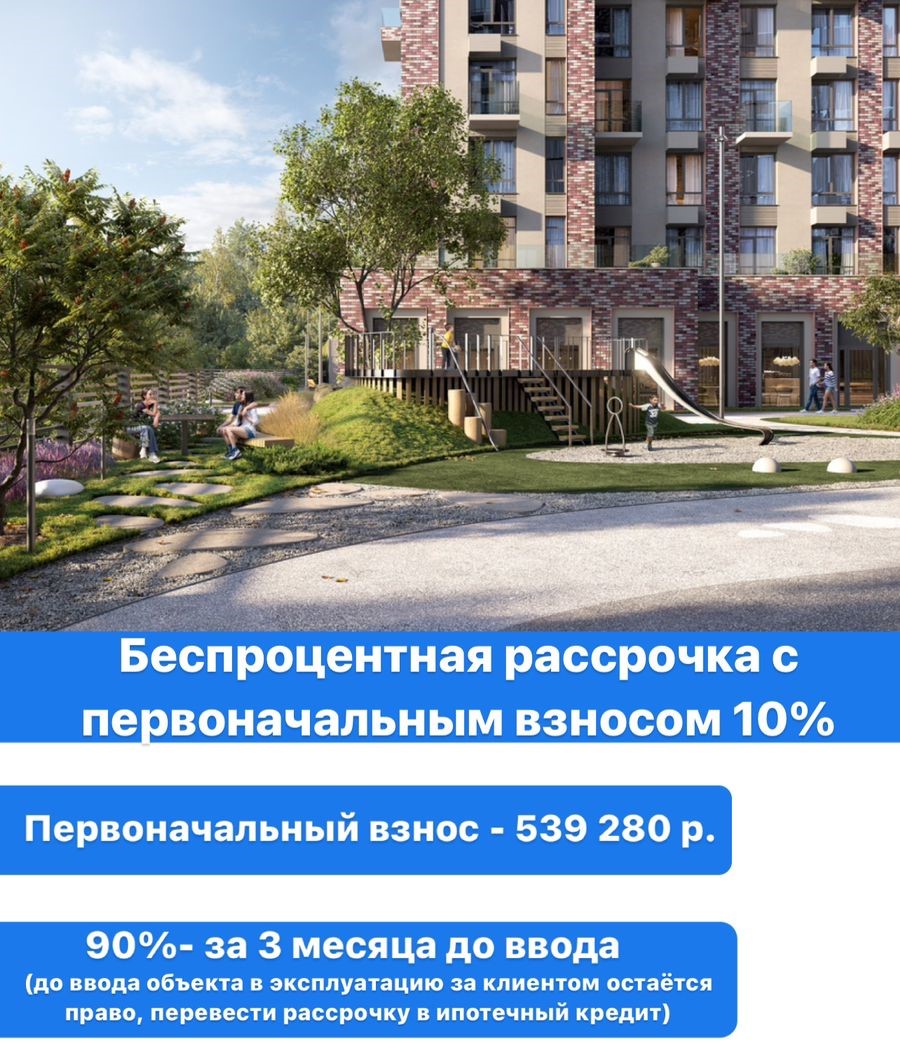 Беспроцентная рассрочка с
первоначальным взносом 10%
Первоначальный взнос - 539 280 р.
90%- за 3 месяца до ввода
(до ввода объекта в эксплуатацию за клиентом остаётся
право, перевести рассрочку в ипотечный кредит)